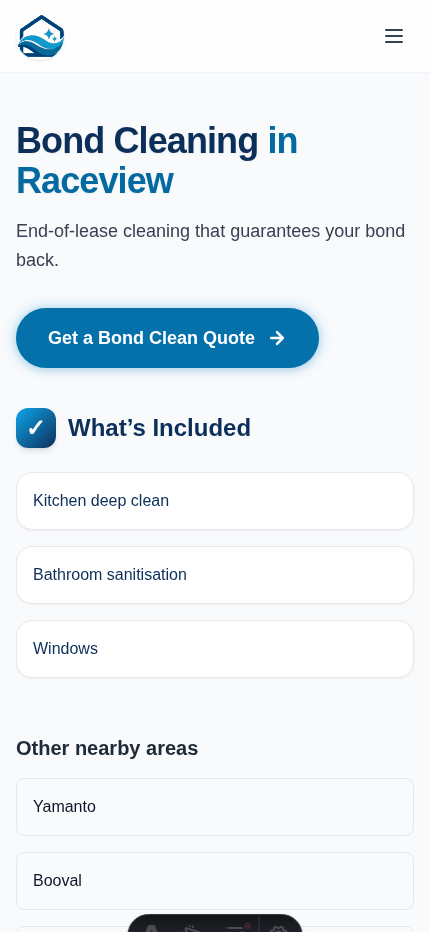 Bond Cleaning in
Raceview
End-of-lease cleaning that guarantees your bond
back.
Get a Bond Clean Quote →
✓ What’s Included
Kitchen deep clean
Bathroom sanitisation
Windows
Other nearby areas
Yamanto
Booval